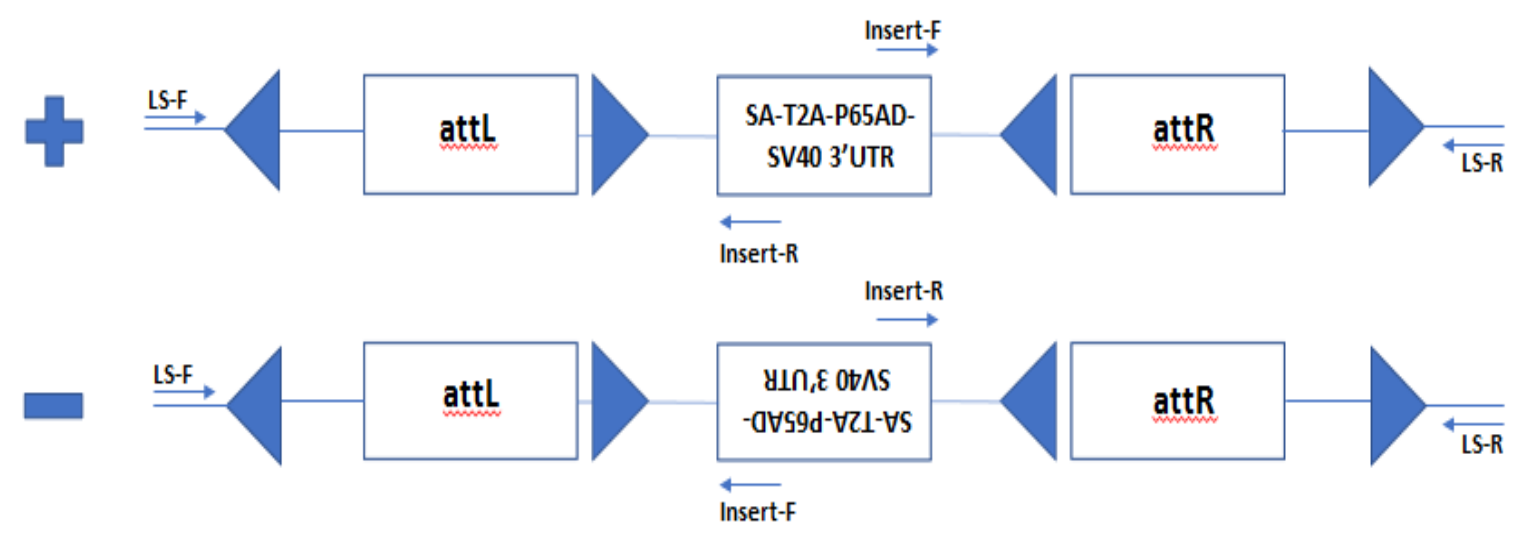 Insert-F
LS-F
attL
SA-T2A-P65AD-
SV40 3’UTR
attR
LS-R
Insert-R
Insert-R
LS-F
attL
SA-T2A-P65AD-
SV40 3’UTR
attR
LS-R
Insert-F